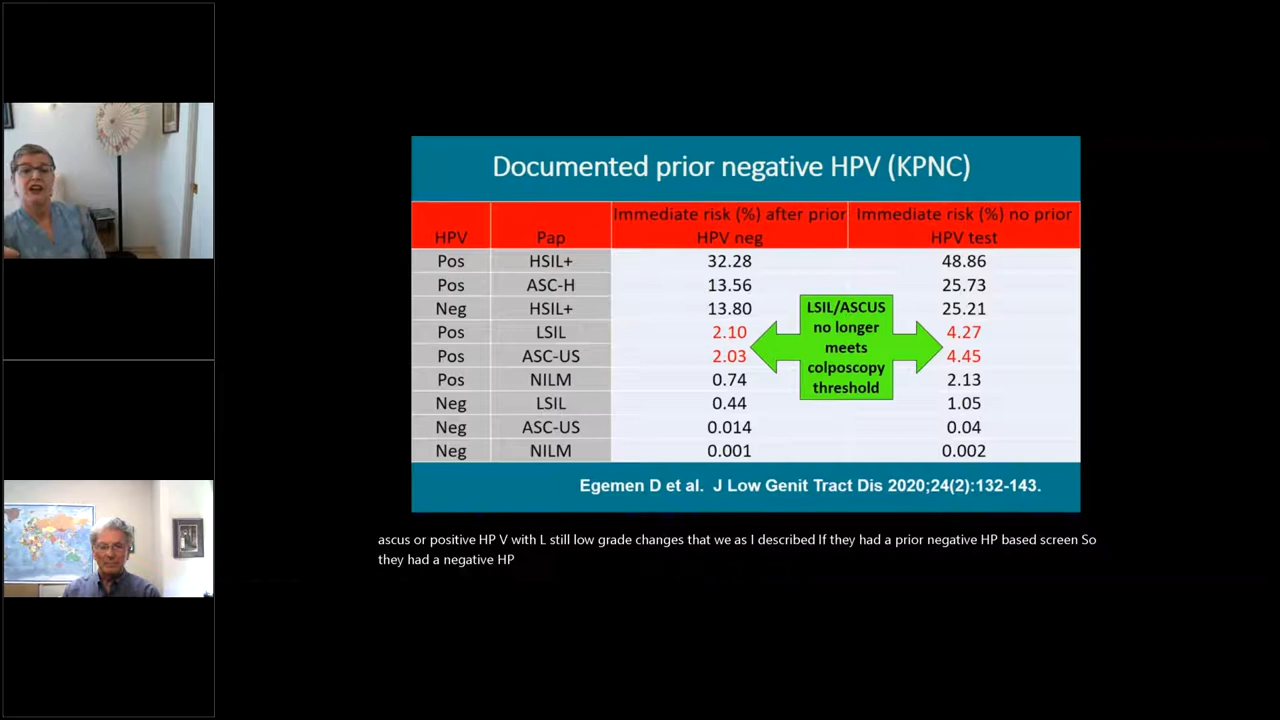 Documented prior negative HPV (KPNC)
HPV Pap Immediate risk (%) after prior HPV neg Immediate risk (%) no prior HPV test
Pos HSIL+ 32.28 48.86
Pos ASC-H 13.56 25.73
Neg HSIL+ 13.80 25.21
Pos LSIL 2.10 4.27
Pos ASC-US 2.03 4.45
Pos NILM 0.74 2.13
Neg LSIL 0.44 1.05
Neg ASC-US 0.014 0.04
Neg NILM 0.001 0.002
LSIL/ASCUS
no longer
meets
colposcopy
threshold
Egemen D et al. J Low Genit Tract Dis 2020;24(2):132-143.
ascus or positive HP V with L still low grade changes that we as I described If they had a prior negative HP based screen So
they had a negative HP